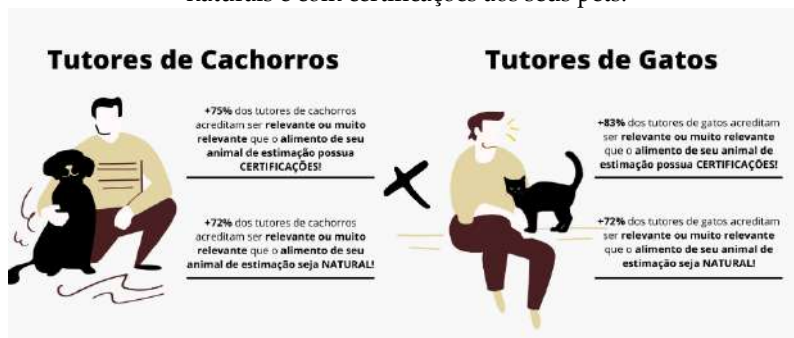 naturais e com certificações aos seus pets.
Tutores de Cachorros
+75% dos tutores de cachorros
acreditam ser relevante ou muito
relevante que o alimento de seu
animal de estimação possua
CERTIFICAÇÕES!
+72% dos tutores de cachorros
acreditam ser relevante ou muito
relevante que o alimento de seu
animal de estimação seja NATURAL!
Tutores de Gatos
+83% dos tutores de gatos acreditam
ser relevante ou muito relevante
que o alimento de seu animal de
estimação possua CERTIFICAÇÕES!
+72% dos tutores de gatos acreditam
ser relevante ou muito relevante
que o alimento de seu animal de
estimação seja NATURAL!